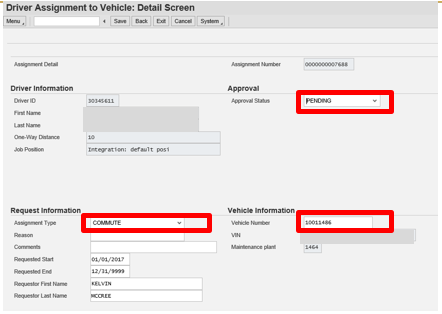 Driver Assignment to Vehicle: Detail Screen
Menu Save Back Exit Cancel System
Assignment Detail Assignment Number 0000000007688
Driver Information Approval
Driver ID 30345611 Approval Status PENDING
First Name
Last Name
One-Way Distance 10
Job Position Integration: default posi
Request Information Vehicle Information
Assignment Type COMMUTE Vehicle Number 10011486
Reason VIN
Comments Maintenance plant 1464
Requested Start 01/01/2017
Requested End 12/31/9999
Requestor First Name KELVIN
Requestor Last Name MCCREE